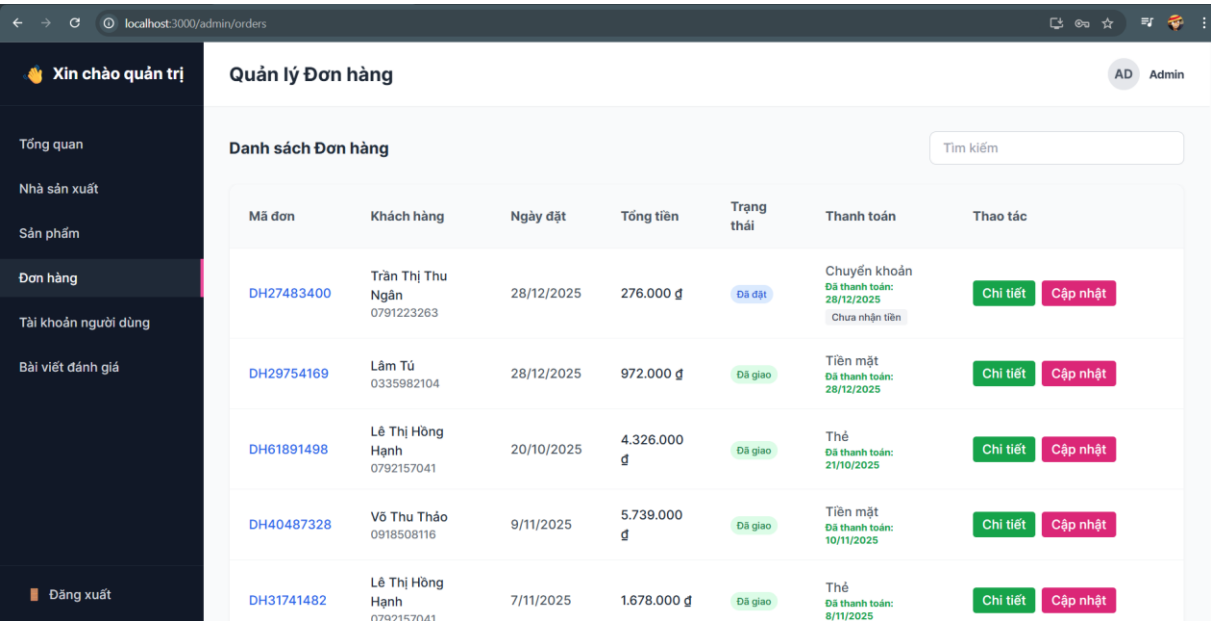 localhost:3000/admin/orders
Xin chào quản trị
Quản lý Đơn hàng
AD Admin
Tổng quan
Nhà sản xuất
Sản phẩm
Đơn hàng
Tài khoản người dùng
Bài viết đánh giá
Đăng xuất
Danh sách Đơn hàng
Tìm kiếm
Mã đơn Khách hàng Ngày đặt Tổng tiền Trạng Thanh toán Thao tác
thái
Trần Thị Thu
DH27483400 Ngân 28/12/2025 276.000 ₫ Đã đặt Chuyển khoản Chi tiết Cập nhật
0791223263
Đã thanh toán:
28/12/2025
Chưa nhận tiền
DH29754169 Lâm Tú 28/12/2025 972.000 ₫ Đã giao Tiền mặt Chi tiết Cập nhật
0335982104
Đã thanh toán:
28/12/2025
Lê Thị Hồng
DH61891498 Hạnh 20/10/2025 4.326.000 Đã giao Thẻ Chi tiết Cập nhật
0792157041 ₫
Đã thanh toán:
21/10/2025
DH40487328 Võ Thu Thảo 9/11/2025 5.739.000 Đã giao Tiền mặt Chi tiết Cập nhật
0918508116 ₫
Đã thanh toán:
10/11/2025
Lê Thị Hồng
DH31741482 Hạnh 7/11/2025 1.678.000 ₫ Đã giao Thẻ Chi tiết Cập nhật
0792157041
Đã thanh toán:
8/11/2025